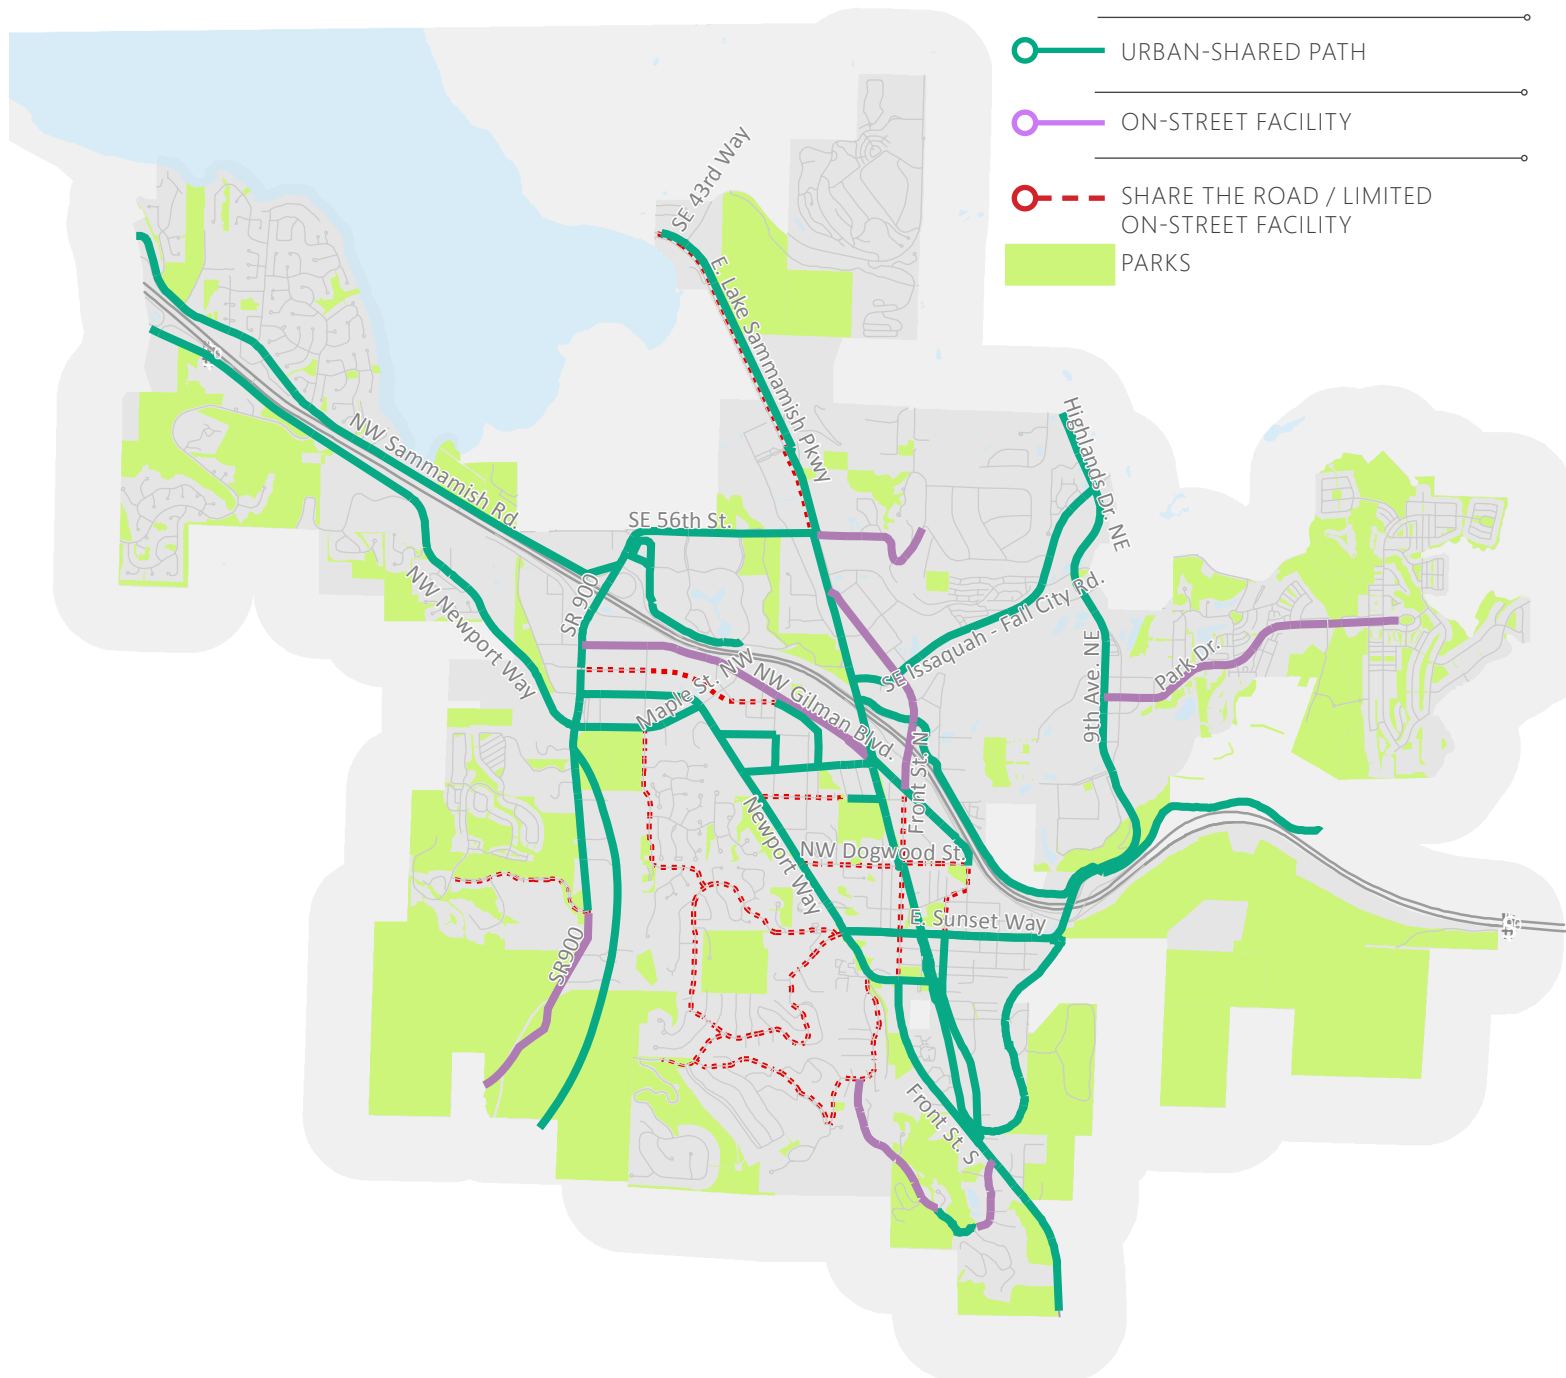 URBAN-SHARED PATH
ON-STREET FACILITY
SHARE THE ROAD / LIMITED
ON-STREET FACILITY
PARKS
SE 43rd Way
E. Lake Sammamish Pkwy
Highlands Dr. NE
NW Sammamish Rd.
SE 56th St.
SR 900
NW Newport Way
SE Issaquah - Fall City Rd.
9th Ave. NE
Park Dr.
Maple St. NW
NW Gilman Blvd.
Front St. N
Newport Way
NW Dogwood St.
E. Sunset Way
SR900
Front St. S